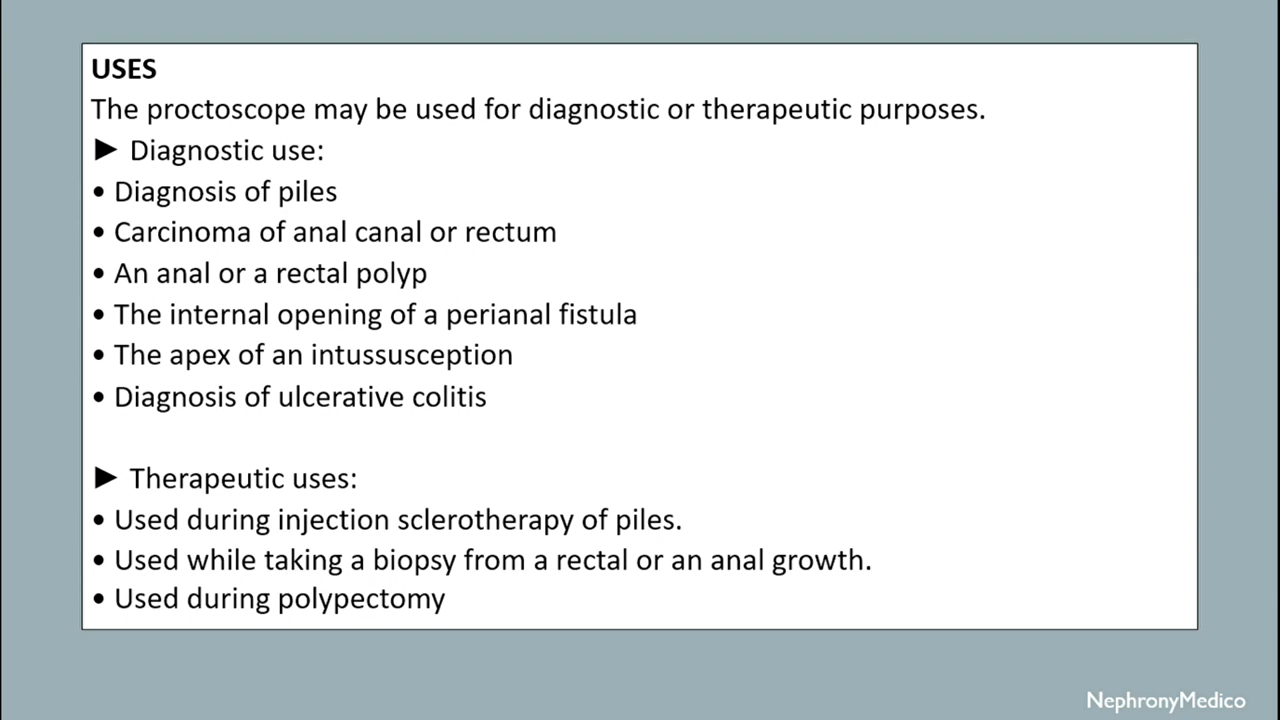 USES
The proctoscope may be used for diagnostic or therapeutic purposes.
► Diagnostic use:
• Diagnosis of piles
• Carcinoma of anal canal or rectum
• An anal or a rectal polyp
• The internal opening of a perianal fistula
• The apex of an intussusception
• Diagnosis of ulcerative colitis
► Therapeutic uses:
• Used during injection sclerotherapy of piles.
• Used while taking a biopsy from a rectal or an anal growth.
• Used during polypectomy
NephronyMedico